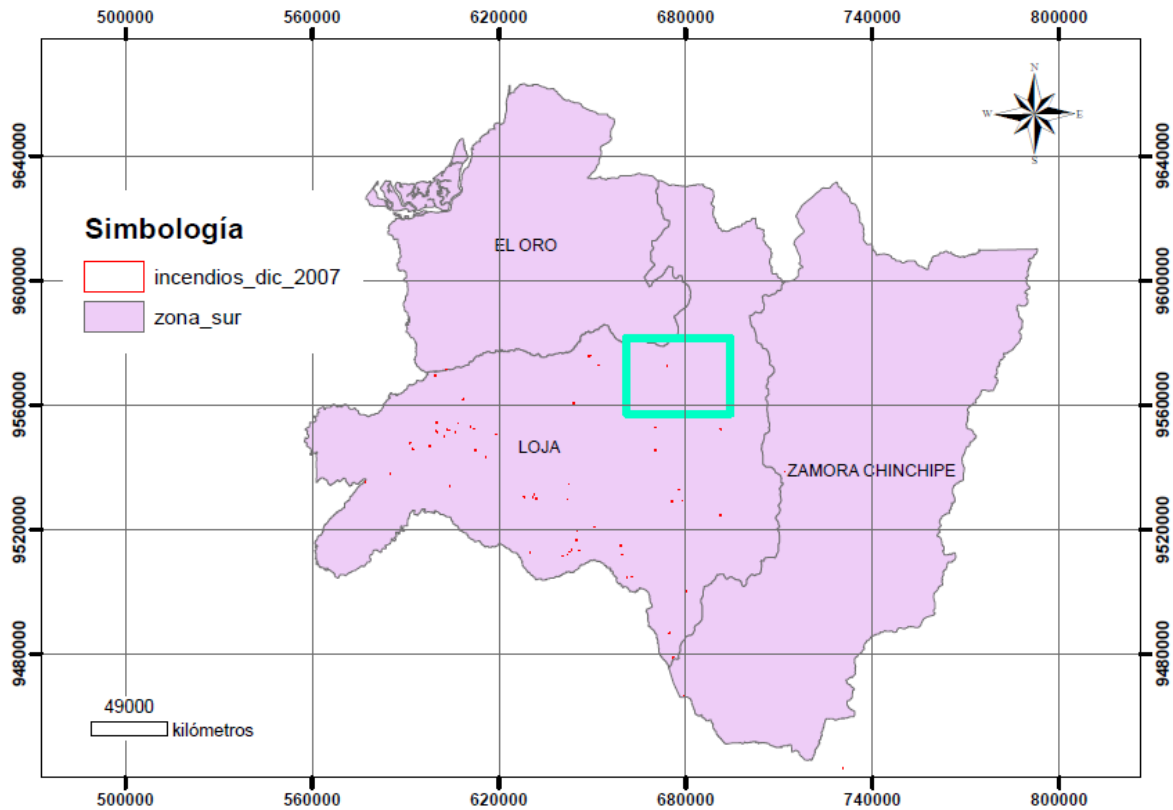 500000 560000 620000 680000 740000 800000
N
W E
S
9640000 9640000
Simbología
EL ORO
incendios_dic_2007
9600000 9600000
zona_sur
9560000 9560000
LOJA
ZAMORA CHINCHIPE
9520000 9520000
9480000 9480000
49000
kilómetros
500000 560000 620000 680000 740000 800000